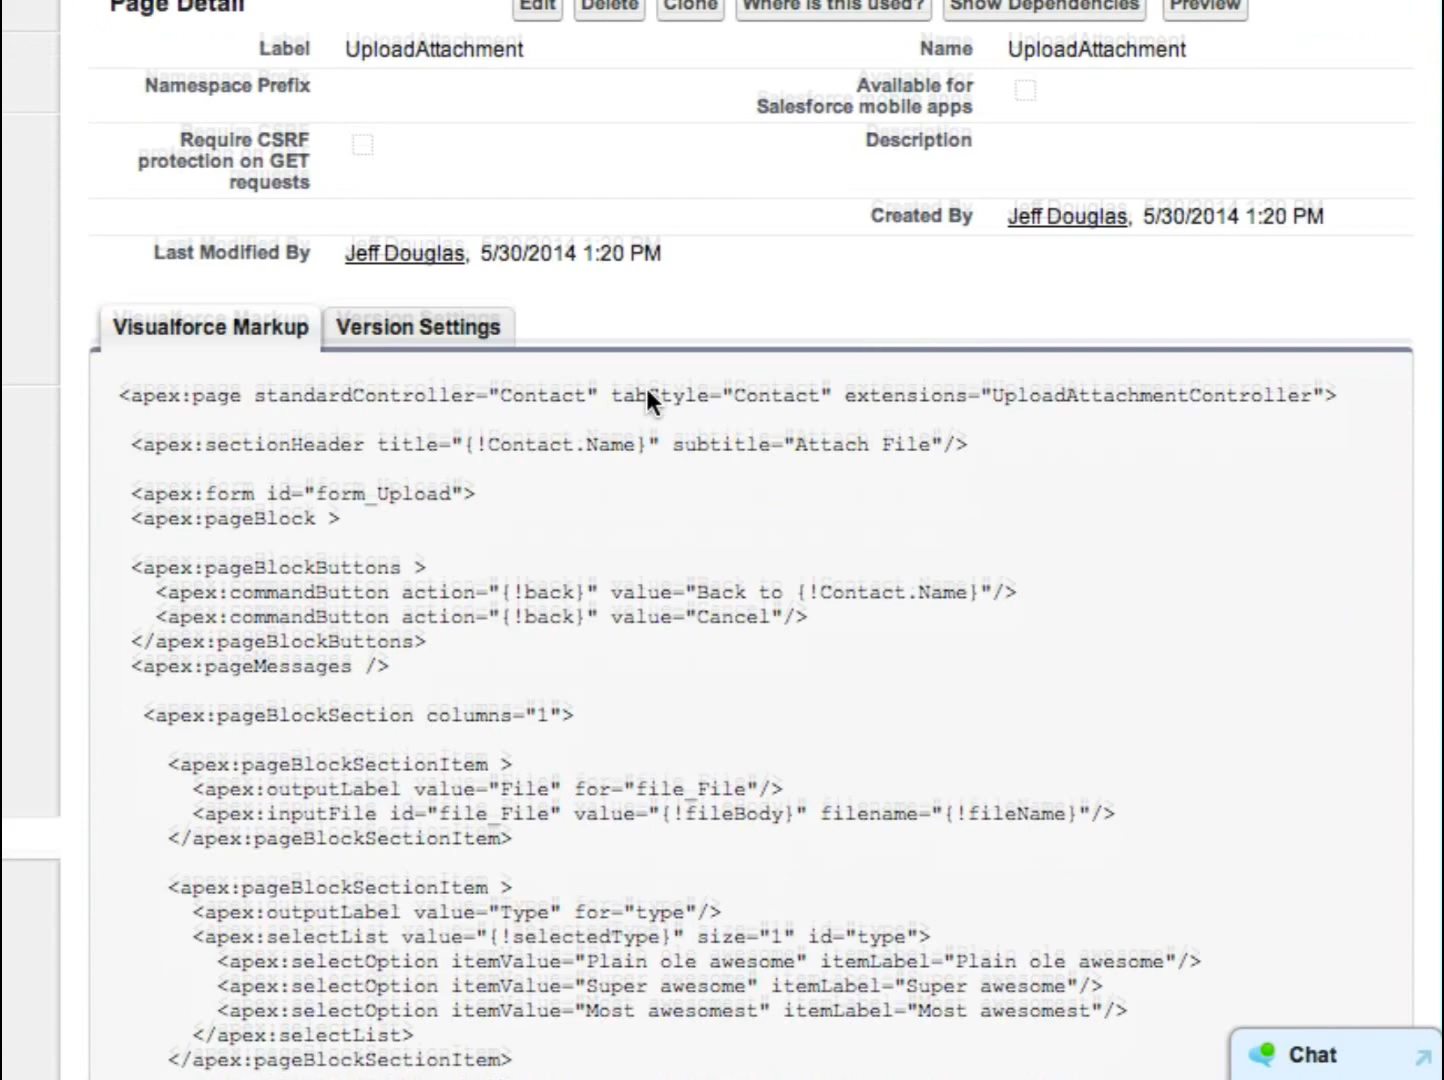 Page Detail
Edit Delete Clone Where is this used? Show Dependencies Preview
Label UploadAttachment Name UploadAttachment
Namespace Prefix Available for
Salesforce mobile apps
Require CSRF Description
protection on GET
requests
Created By Jeff Douglas, 5/30/2014 1:20 PM
Last Modified By Jeff Douglas, 5/30/2014 1:20 PM
Visualforce Markup Version Settings
<apex:page standardController="Contact" tabStyle="Contact" extensions="UploadAttachmentController">
<apex:sectionHeader title="{!Contact.Name}" subtitle="Attach File"/>
<apex:form id="form_Upload">
<apex:pageBlock >
<apex:pageBlockButtons >
<apex:commandButton action="{!back}" value="Back to {!Contact.Name}"/>
<apex:commandButton action="{!back}" value="Cancel"/>
</apex:pageBlockButtons>
<apex:pageMessages />
<apex:pageBlockSection columns="1">
<apex:pageBlockSectionItem >
<apex:outputLabel value="File" for="file_File"/>
<apex:inputFile id="file_File" value="{!fileBody}" filename="{!fileName}"/>
</apex:pageBlockSectionItem>
<apex:pageBlockSectionItem >
<apex:outputLabel value="Type" for="type"/>
<apex:selectList value="{!selectedType}" size="1" id="type">
<apex:selectOption itemValue="Plain ole awesome" itemLabel="Plain ole awesome"/>
<apex:selectOption itemValue="Super awesome" itemLabel="Super awesome"/>
<apex:selectOption itemValue="Most awesomest" itemLabel="Most awesomest"/>
</apex:selectList>
</apex:pageBlockSectionItem>
Chat